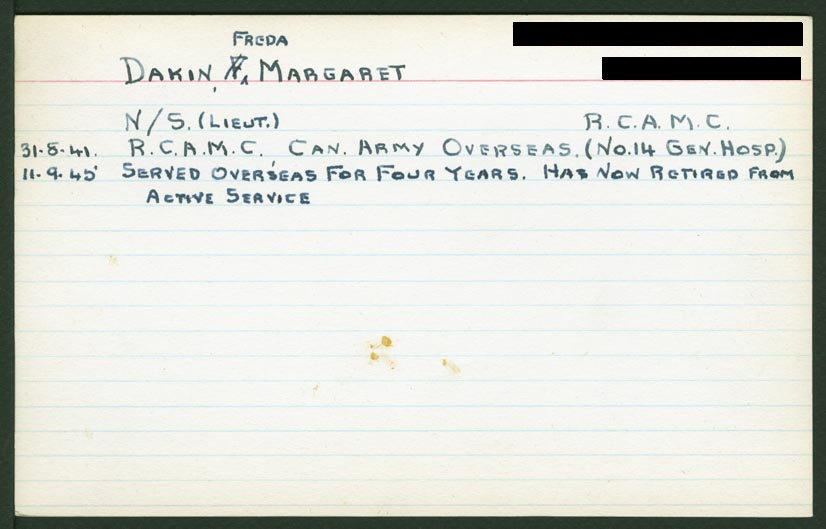 FREDA
DAKIN, F., MARGARET
N/S. (LIEUT.) R.C.A.M.C.
31-8-41. R.C.A.M.C. CAN. ARMY OVERSEAS. (NO.14 GEN. HOSP.)
11-9-45 SERVED OVERSEAS FOR FOUR YEARS. HAS NOW RETIRED FROM
ACTIVE SERVICE